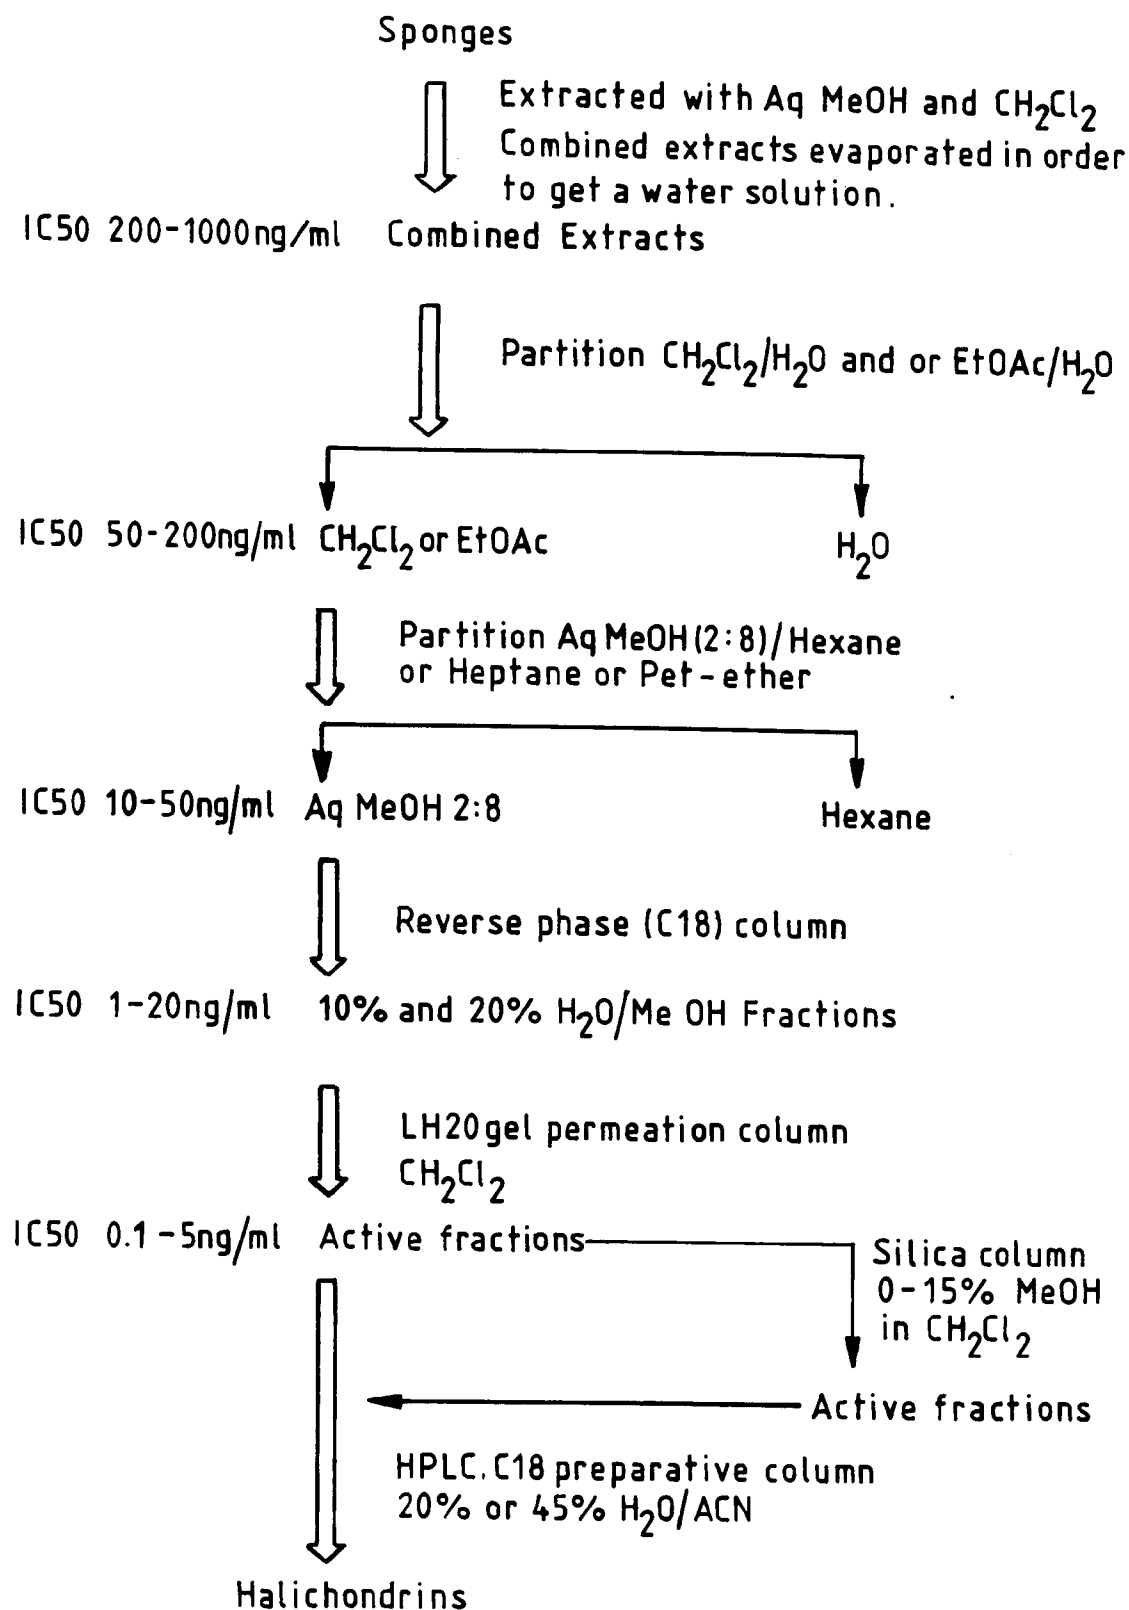 Sponges
Extracted with Aq MeOH and CH₂Cl₂
Combined extracts evaporated in order
to get a water solution.
IC50 200-1000ng/ml Combined Extracts
Partition CH₂Cl₂/H₂O and or EtOAc/H₂O
IC50 50-200ng/ml CH₂Cl₂ or EtOAc H₂O
Partition Aq MeOH (2:8)/Hexane
or Heptane or Pet-ether
IC50 10-50ng/ml Aq MeOH 2:8 Hexane
Reverse phase (C18) column
IC50 1-20ng/ml 10% and 20% H₂O/Me OH Fractions
LH20 gel permeation column
CH₂Cl₂
IC50 0.1-5ng/ml Active fractions
Silica column
0-15% MeOH
in CH₂Cl₂
Active fractions
HPLC. C18 preparative column
20% or 45% H₂O/ACN
Halichondrins